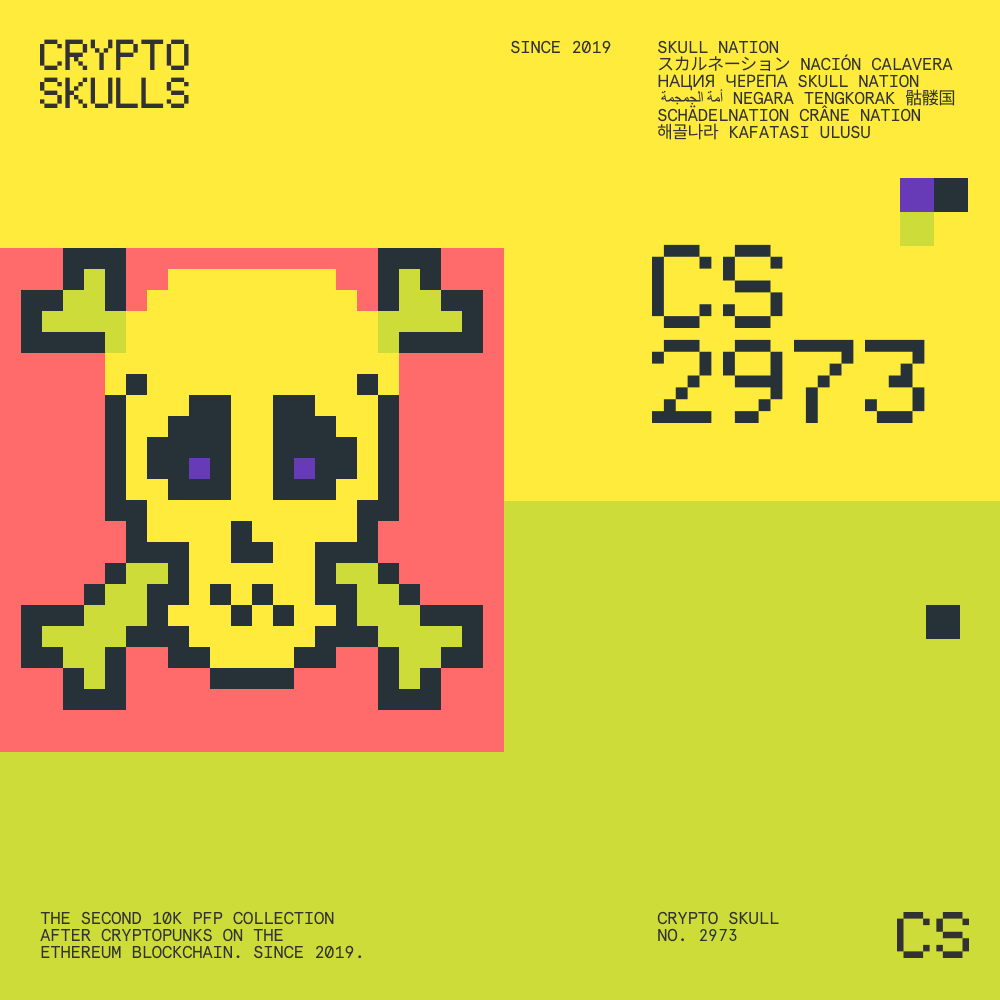 CRYPTO
SKULLS
SINCE 2019
SKULL NATION
スカルネーション NACIÓN CALAVERA
НАЦИЯ ЧЕРЕПА SKULL NATION
أمة الجمجمة NEGARA TENGKORAK 骷髅国
SCHÄDELNATION CRÂNE NATION
해골나라 KAFATASI ULUSU
CS
2973
THE SECOND 10K PFP COLLECTION
AFTER CRYPTOPUNKS ON THE
ETHEREUM BLOCKCHAIN. SINCE 2019.
CRYPTO SKULL
NO. 2973
CS